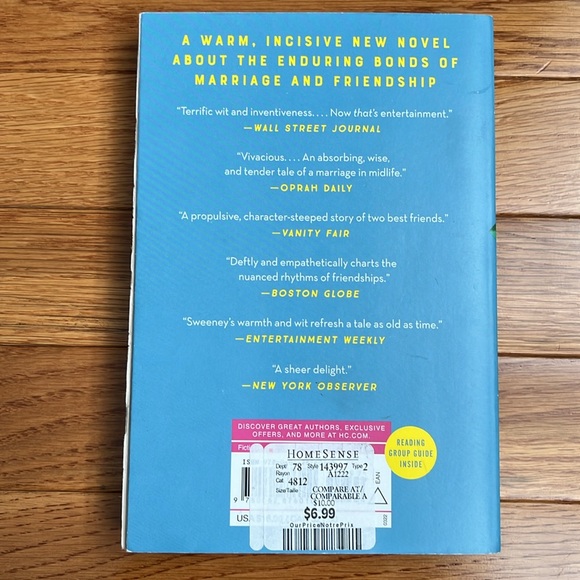 A WARM, INCISIVE NEW NOVEL
ABOUT THE ENDURING BONDS OF
MARRIAGE AND FRIENDSHIP
“Terrific wit and inventiveness. . . . Now that’s entertainment.”
—WALL STREET JOURNAL
“Vivacious. . . . An absorbing, wise,
and tender tale of a marriage in midlife.”
—OPRAH DAILY
“A propulsive, character-steeped story of two best friends.”
—VANITY FAIR
“Deftly and empathetically charts the
nuanced rhythms of friendships.”
—BOSTON GLOBE
“Sweeney’s warmth and wit refresh a tale as old as time.”
—ENTERTAINMENT WEEKLY
“A sheer delight.”
—NEW YORK OBSERVER
DISCOVER GREAT AUTHORS, EXCLUSIVE
OFFERS, AND MORE AT HC.COM.
READING
GROUP GUIDE
INSIDE
HOMESENSE
Dept/ 78 Style 143997 Type 2
Rayon A1222
Cat. 4812
Size/Taille COMPARE AT/
COMPARABLE A
$10.00
$6.99
OurPrice/NotrePrix
EAN
USA